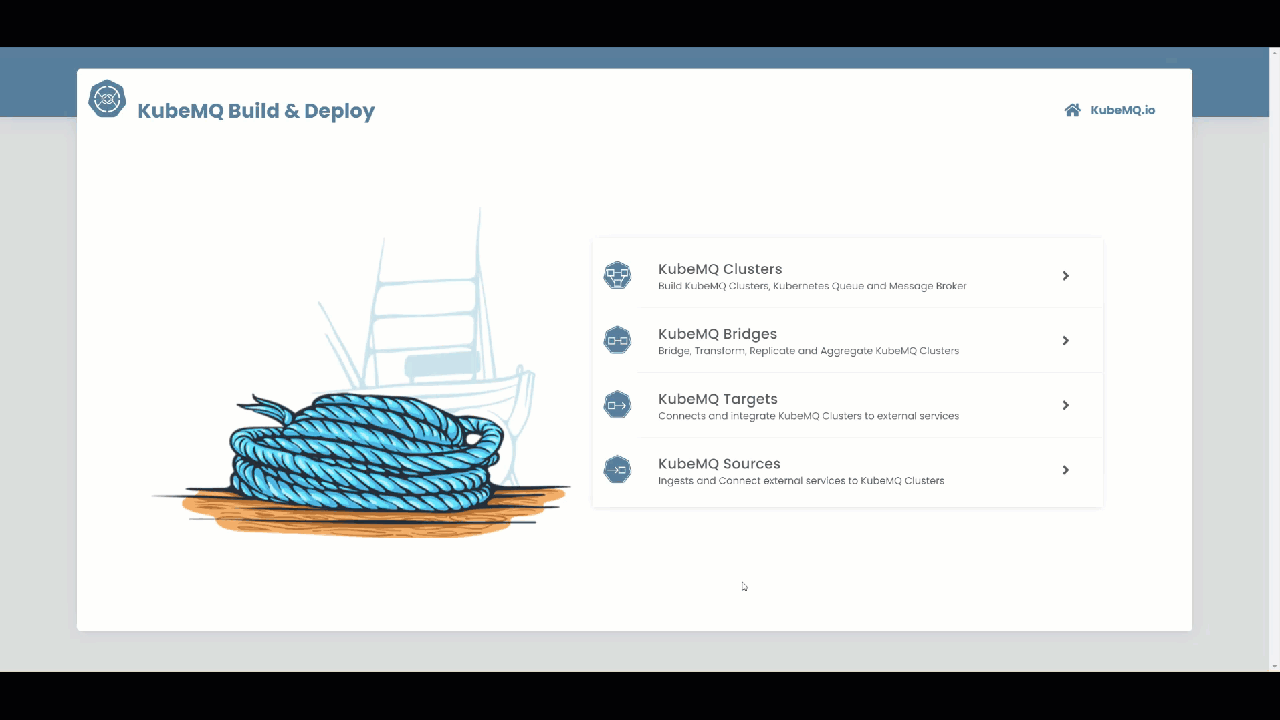 KubeMQ Build & Deploy
KubeMQ.io
KubeMQ Clusters
Build KubeMQ Clusters, Kubernetes Queue and Message Broker
KubeMQ Bridges
Bridge, Transform, Replicate and Aggregate KubeMQ Clusters
KubeMQ Targets
Connects and integrate KubeMQ Clusters to external services
KubeMQ Sources
Ingests and Connect external services to KubeMQ Clusters